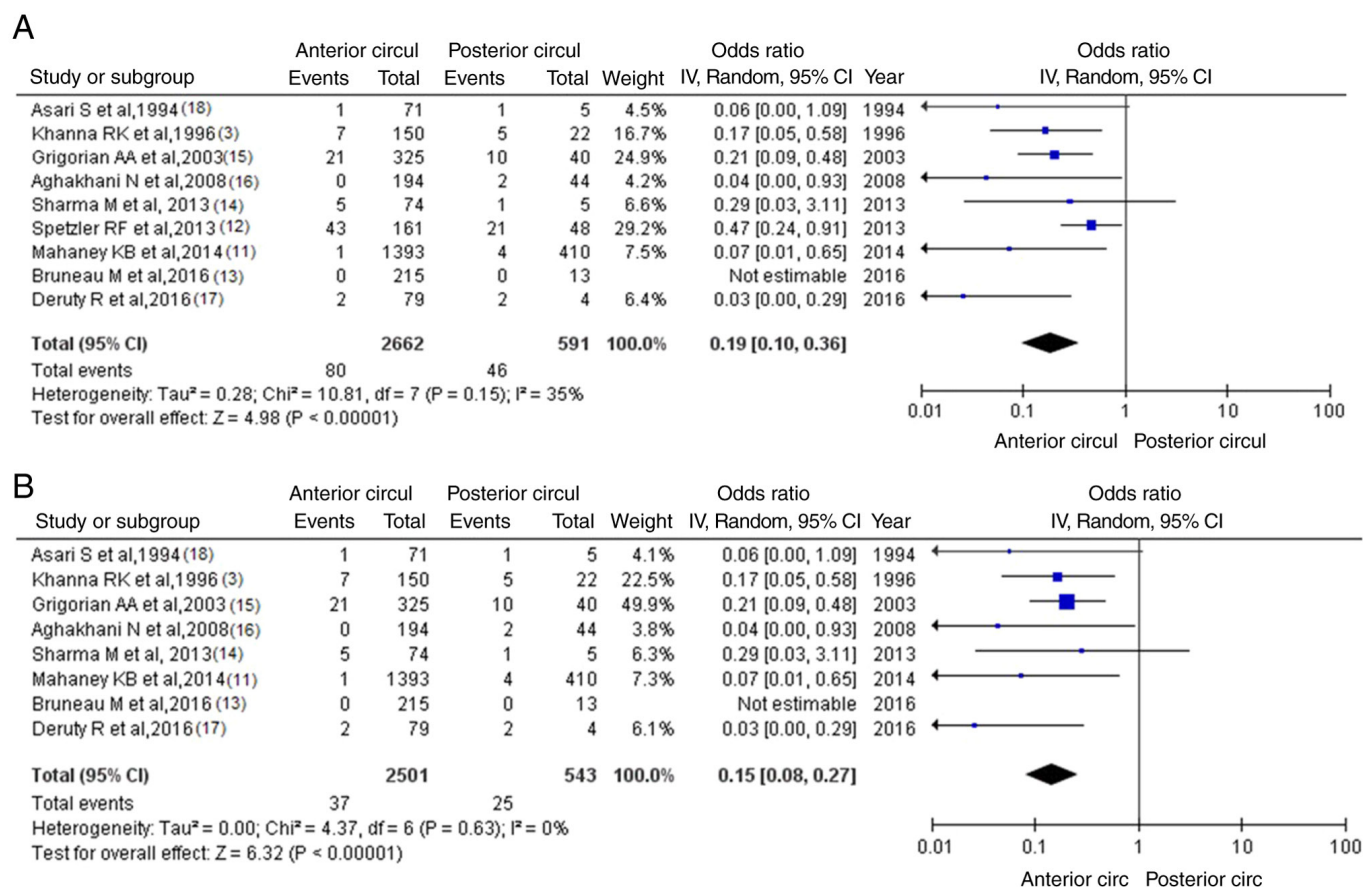 A
Anterior circul Posterior circul Odds ratio Odds ratio
Study or subgroup Events Total Events Total Weight IV, Random, 95% CI Year IV, Random, 95% CI
Asari S et al,1994 (18) 1 71 1 5 4.5% 0.06 [0.00, 1.09] 1994
Khanna RK et al,1996 (3) 7 150 5 22 16.7% 0.17 [0.05, 0.58] 1996
Grigorian AA et al,2003(15) 21 325 10 40 24.9% 0.21 [0.09, 0.48] 2003
Aghakhani N et al,2008 (16) 0 194 2 44 4.2% 0.04 [0.00, 0.93] 2008
Sharma M et al, 2013 (14) 5 74 1 5 6.6% 0.29 [0.03, 3.11] 2013
Spetzler RF et al,2013 (12) 43 161 21 48 29.2% 0.47 [0.24, 0.91] 2013
Mahaney KB et al,2014 (11) 1 1393 4 410 7.5% 0.07 [0.01, 0.65] 2014
Bruneau M et al,2016 (13) 0 215 0 13 Not estimable 2016
Deruty R et al,2016 (17) 2 79 2 4 6.4% 0.03 [0.00, 0.29] 2016
Total (95% CI) 2662 591 100.0% 0.19 [0.10, 0.36]
Total events 80 46
Heterogeneity: Tau² = 0.28; Chi² = 10.81, df = 7 (P = 0.15); I² = 35%
Test for overall effect: Z = 4.98 (P < 0.00001)
0.01 0.1 1 10 100
Anterior circul Posterior circul
B
Anterior circul Posterior circul Odds ratio Odds ratio
Study or subgroup Events Total Events Total Weight IV, Random, 95% CI Year IV, Random, 95% CI
Asari S et al,1994 (18) 1 71 1 5 4.1% 0.06 [0.00, 1.09] 1994
Khanna RK et al,1996 (3) 7 150 5 22 22.5% 0.17 [0.05, 0.58] 1996
Grigorian AA et al,2003 (15) 21 325 10 40 49.9% 0.21 [0.09, 0.48] 2003
Aghakhani N et al,2008 (16) 0 194 2 44 3.8% 0.04 [0.00, 0.93] 2008
Sharma M et al, 2013(14) 5 74 1 5 6.3% 0.29 [0.03, 3.11] 2013
Mahaney KB et al,2014 (11) 1 1393 4 410 7.3% 0.07 [0.01, 0.65] 2014
Bruneau M et al,2016 (13) 0 215 0 13 Not estimable 2016
Deruty R et al,2016 (17) 2 79 2 4 6.1% 0.03 [0.00, 0.29] 2016
Total (95% CI) 2501 543 100.0% 0.15 [0.08, 0.27]
Total events 37 25
Heterogeneity: Tau² = 0.00; Chi² = 4.37, df = 6 (P = 0.63); I² = 0%
Test for overall effect: Z = 6.32 (P < 0.00001)
0.01 0.1 1 10 100
Anterior circ Posterior circ